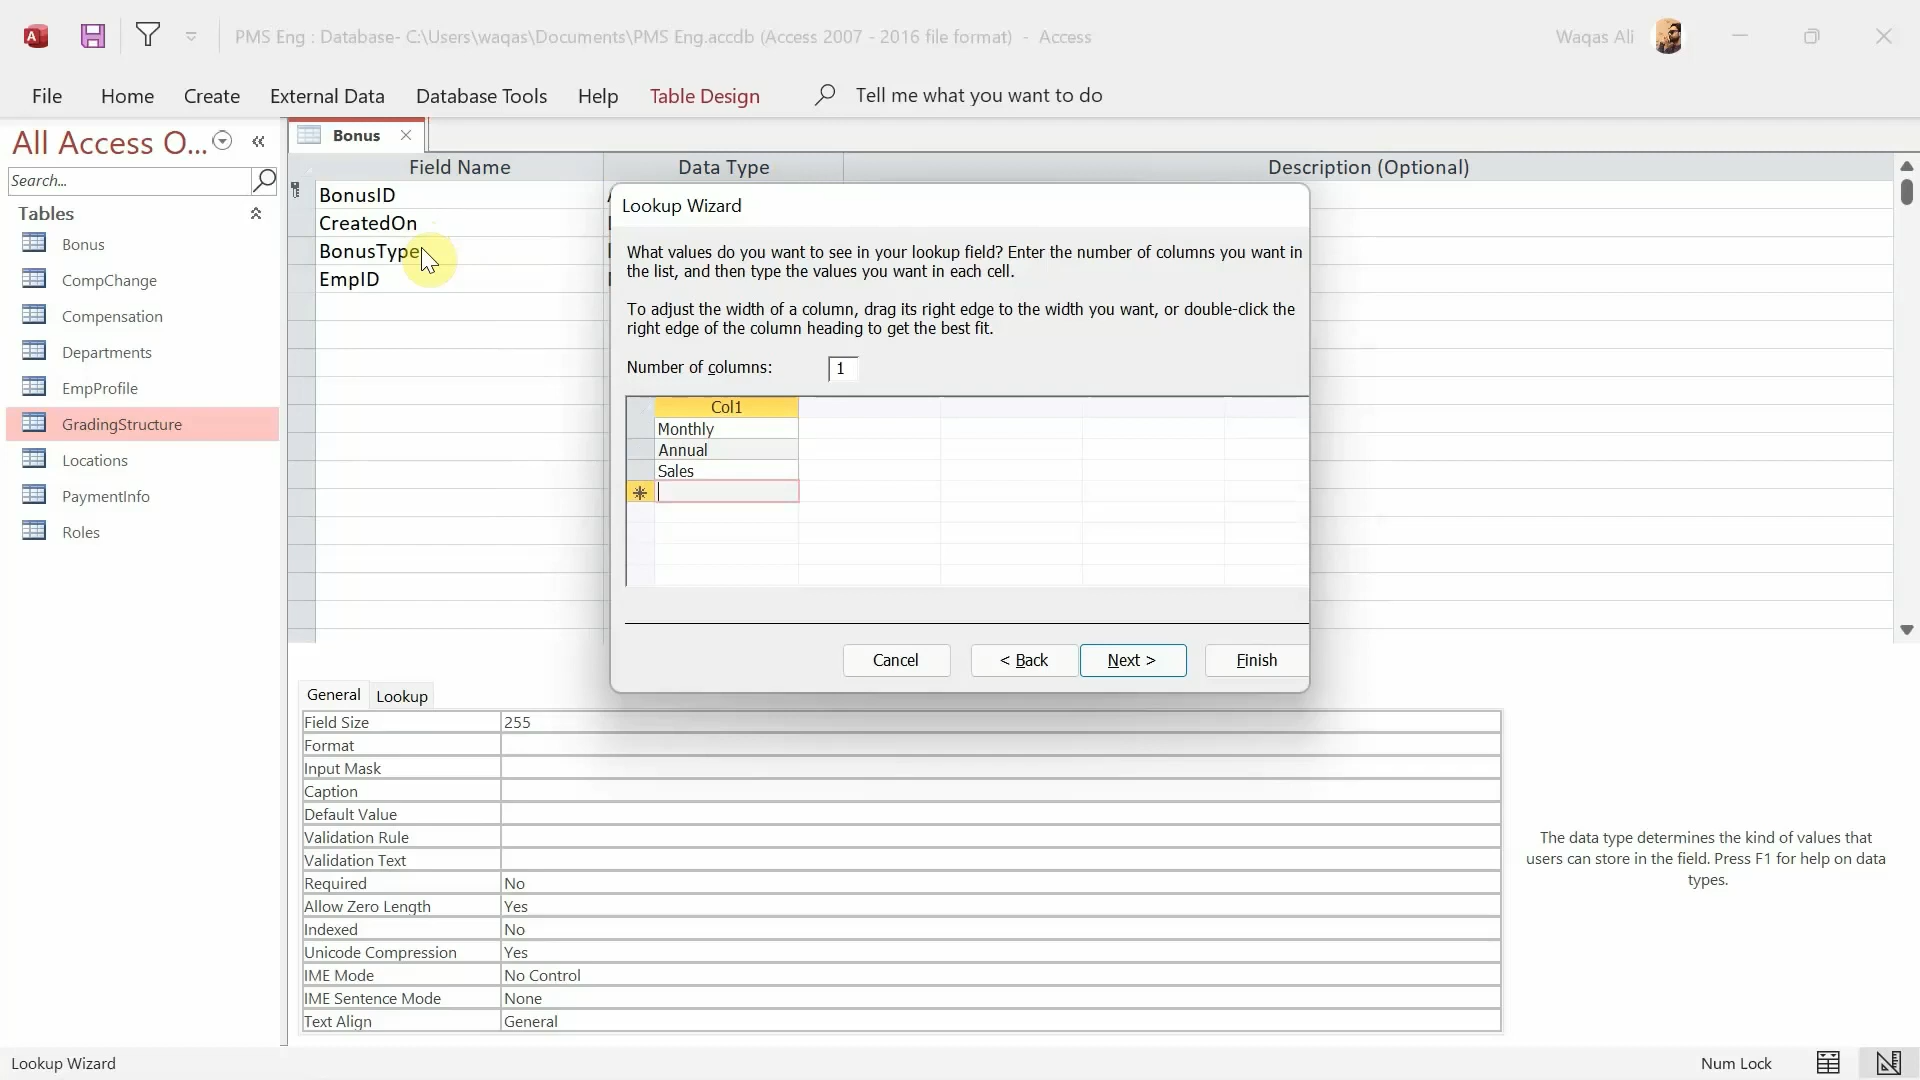 PMS Eng : Database- C:\Users\waqas\Documents\PMS Eng.accdb (Access 2007 - 2016 file format) - Access
Waqas Ali
File
Home
Create
External Data
Database Tools
Help
Table Design
Tell me what you want to do
All Access O...
Search...
Tables
Bonus
CompChange
Compensation
Departments
EmpProfile
GradingStructure
Locations
PaymentInfo
Roles
Bonus
Field Name Data Type Description (Optional)
BonusID
CreatedOn
BonusType
EmpID
Lookup Wizard
What values do you want to see in your lookup field? Enter the number of columns you want in
the list, and then type the values you want in each cell.
To adjust the width of a column, drag its right edge to the width you want, or double-click the
right edge of the column heading to get the best fit.
Number of columns: 1
Col1
Monthly
Annual
Sales
Cancel
< Back
Next >
Finish
General
Lookup
Field Size 255
Format
Input Mask
Caption
Default Value
Validation Rule
Validation Text
Required No
Allow Zero Length Yes
Indexed No
Unicode Compression Yes
IME Mode No Control
IME Sentence Mode None
Text Align General
The data type determines the kind of values that
users can store in the field. Press F1 for help on data
types.
Lookup Wizard
Num Lock